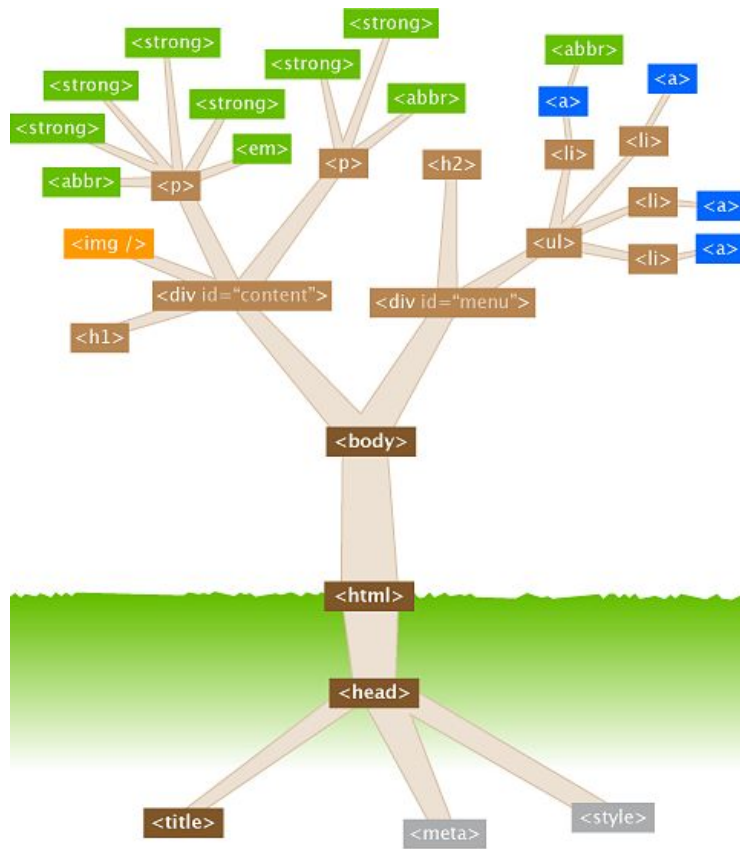 <strong>
<strong>
<abbr>
<strong>
<a>
<strong>
<strong>
<a>
<abbr>
<strong>
<strong>
<li>
<em>
<li>
<abbr>
<p>
<p>
<h2>
<li>
<a>
<img />
<ul>
<li>
<a>
<div id="content">
<div id="menu">
<h1>
<body>
<html>
<head>
<title>
<meta>
<style>